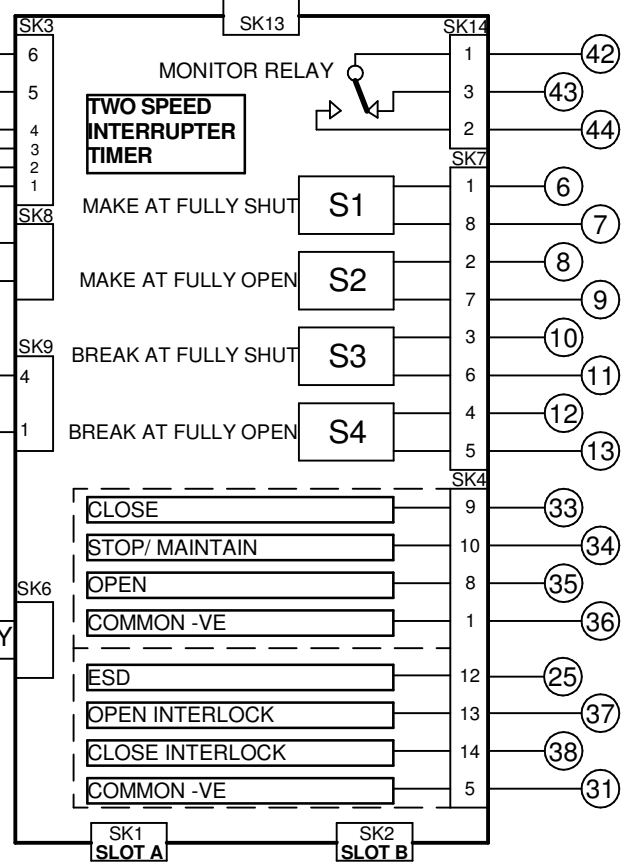 SK3
SK13
SK14
6
MONITOR RELAY
1
42
5
3
43
TWO SPEED
INTERRUPTER
TIMER
4
2
44
3
2
1
SK7
MAKE AT FULLY SHUT
S1
1
6
8
7
SK8
MAKE AT FULLY OPEN
S2
2
8
7
9
SK9
BREAK AT FULLY SHUT
S3
3
10
4
6
11
BREAK AT FULLY OPEN
S4
4
12
1
5
13
SK4
CLOSE
9
33
STOP/ MAINTAIN
10
34
SK6
OPEN
8
35
COMMON -VE
1
36
Y
ESD
12
25
OPEN INTERLOCK
13
37
CLOSE INTERLOCK
14
38
COMMON -VE
5
31
SK1
SLOT A
SK2
SLOT B